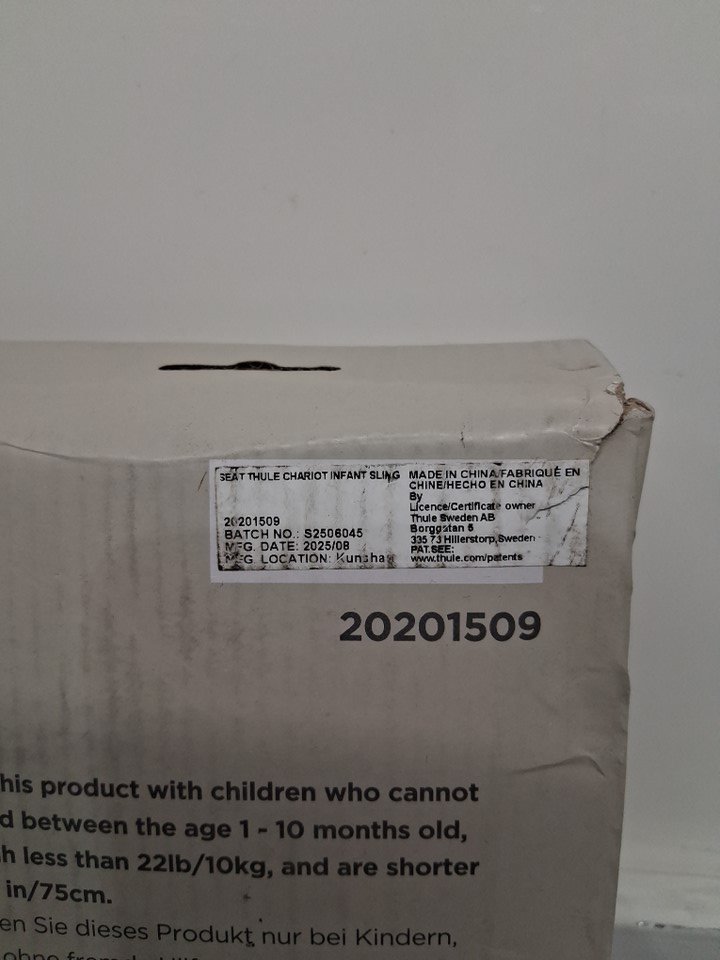 SEAT THULE CHARIOT INFANT SLING
20201509
BATCH NO.: S2506045
MFG. DATE: 2025/08
MFG. LOCATION: Kunshan
MADE IN CHINA/FABRIQUÉ EN
CHINE/HECHO EN CHINA
By
Licence/Certificate owner
Thule Sweden AB
Borggatan 5
335 73 Hillerstorp,Sweden
PAT.SEE:
www.thule.com/patents
20201509
his product with children who cannot
d between the age 1 - 10 months old,
h less than 22lb/10kg, and are shorter
in/75cm.
en Sie dieses Produkt nur bei Kindern,
ohne